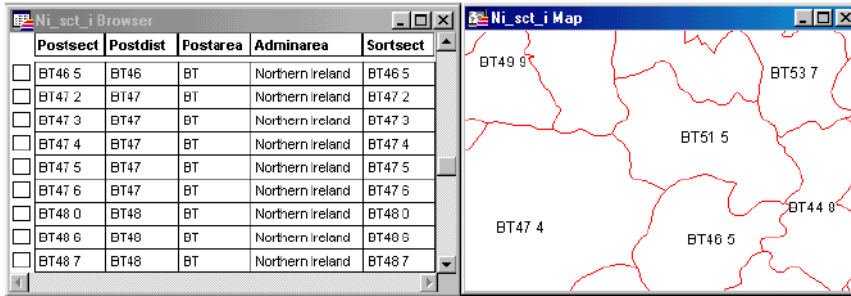 Ni_sct_i Browser
Postsect Postdist Postarea Adminarea Sortsect
BT46 5 BT46 BT Northern Ireland BT46 5
BT47 2 BT47 BT Northern Ireland BT47 2
BT47 3 BT47 BT Northern Ireland BT47 3
BT47 4 BT47 BT Northern Ireland BT47 4
BT47 5 BT47 BT Northern Ireland BT47 5
BT47 6 BT47 BT Northern Ireland BT47 6
BT48 0 BT48 BT Northern Ireland BT48 0
BT48 6 BT48 BT Northern Ireland BT48 6
BT48 7 BT48 BT Northern Ireland BT48 7
Ni_sct_i Map
BT49 9
BT53 7
BT51 5
BT44 8
BT47 4
BT46 5